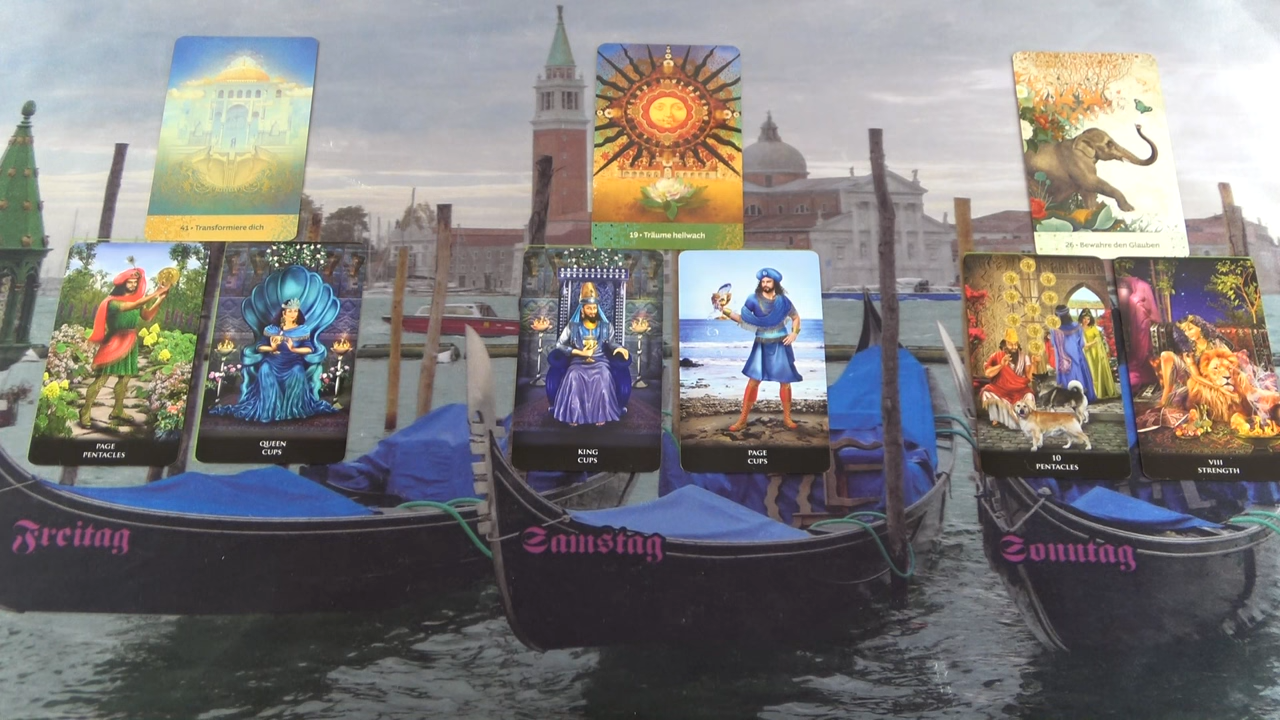 43 • Transformiere dich
19 • Träume hellwach
26 • Bewahre den Glauben
PAGE
PENTACLES
QUEEN
CUPS
KING
CUPS
PAGE
CUPS
10
PENTACLES
VIII
STRENGTH
Freitag
Samstag
Sonntag